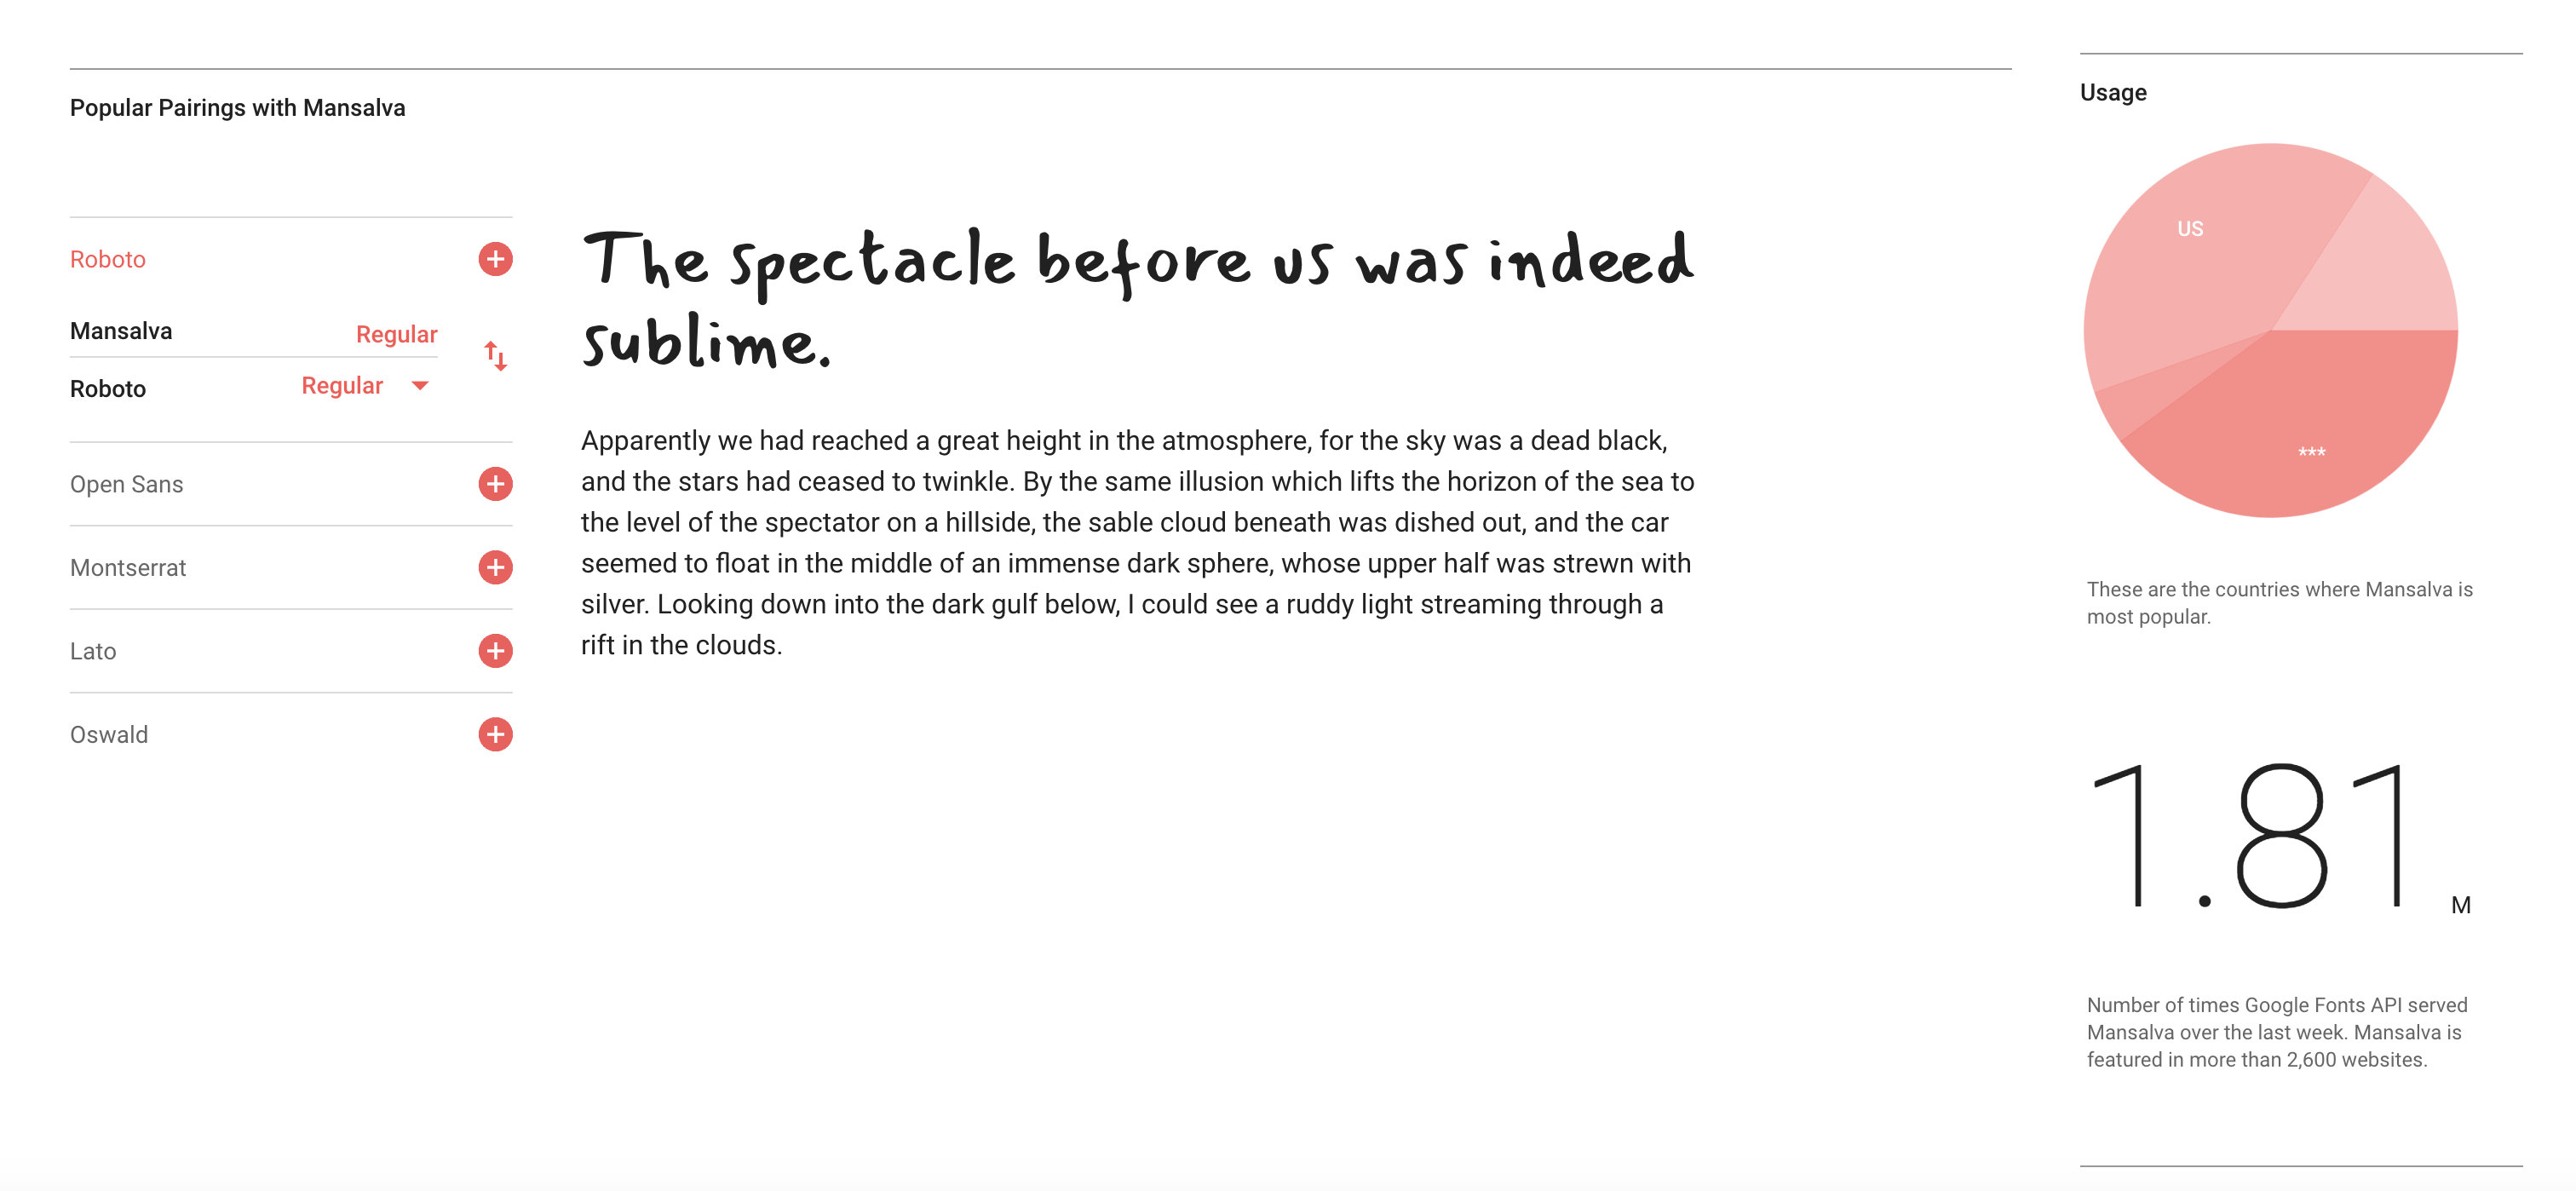 Popular Pairings with Mansalva
Roboto
Mansalva Regular
Roboto Regular
Open Sans
Montserrat
Lato
Oswald
The spectacle before us was indeed
sublime.
Apparently we had reached a great height in the atmosphere, for the sky was a dead black,
and the stars had ceased to twinkle. By the same illusion which lifts the horizon of the sea to
the level of the spectator on a hillside, the sable cloud beneath was dished out, and the car
seemed to float in the middle of an immense dark sphere, whose upper half was strewn with
silver. Looking down into the dark gulf below, I could see a ruddy light streaming through a
rift in the clouds.
Usage
US
***
These are the countries where Mansalva is
most popular.
1.81 M
Number of times Google Fonts API served
Mansalva over the last week. Mansalva is
featured in more than 2,600 websites.